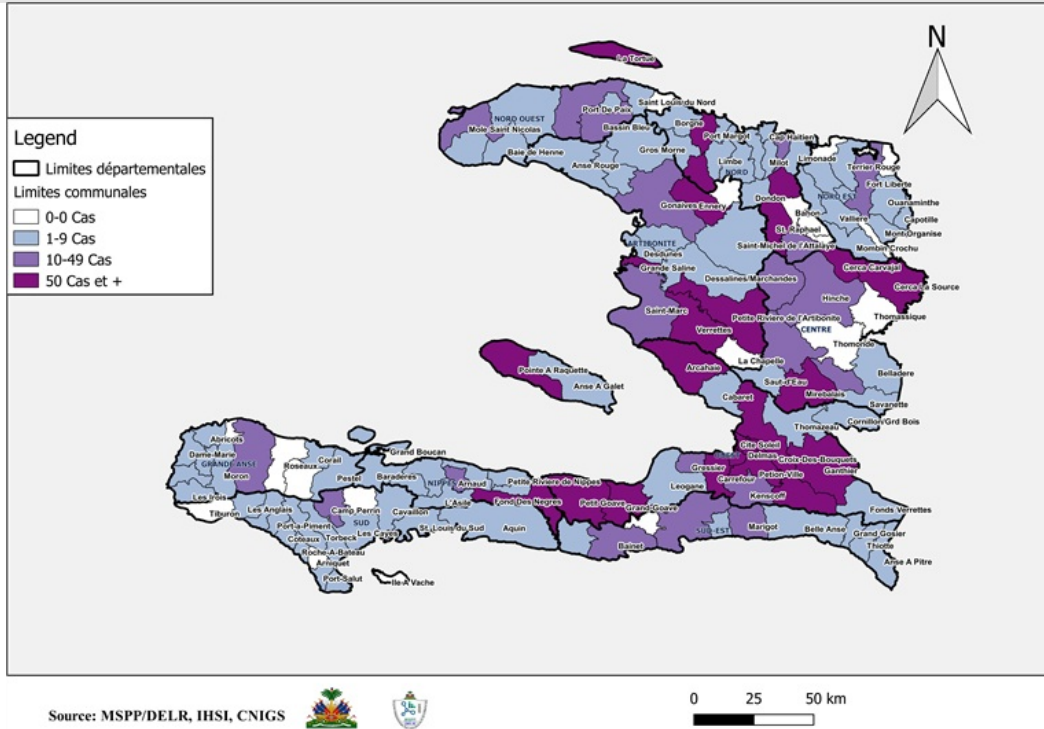 N
Legend
Limites départementales
Limites communales
0-0 Cas
1-9 Cas
10-49 Cas
50 Cas et +
La Tortue
Saint Louis du Nord
Port De Paix
NORD OUEST
Mole Saint Nicolas
Bassin Bleu
Borgne
Port Margot
Cap Haitien
Baie de Henne
Gros Morne
Limbe
NORD
Milot
Limonade
Terrier Rouge
Anse Rouge
Fort Liberte
NORD EST
Ouanaminthe
Gonaives
Ennery
Dondon
Bahon
Valliere
Capotille
St. Raphael
Mont Organise
ARTIBONITE
Saint-Michel de l'Attalaye
Mombin Crochu
Desdunes
Grande Saline
Dessalines/Marchandes
Cerca Carvajal
Cerca La Source
Hinche
Saint-Marc
Petite Rivière de l'Artibonite
Thomassique
Verrettes
CENTRE
Thomonde
La Chapelle
Pointe A Raquette
Arcahaie
Belladere
Anse A Galet
Saut-d'Eau
Cabaret
Mirebalais
Savanette
Cornillon/Grd Bois
Thomazeau
Abricots
Grand Boucan
Cite Soleil
Dame-Marie
Corail
Delmas
Croix-Des-Bouquets
GRANDE ANSE
Roseaux
Gressier
Petion-Ville
Ganthier
Moron
Pestel
Baraderes
NIPPES
Arnaud
Petite Riviere de Nippes
Leogane
Carrefour
Kenscoff
Les Irois
L'Asile
Fond Des Negres
Petit Goave
Grand-Goave
Tiburon
Les Anglais
Camp Perrin
Cavaillon
Fonds Verrettes
Port-a-Piment
SUD
St. Louis du Sud
Aquin
SUD-EST
Marigot
Belle Anse
Grand Gosier
Coteaux
Torbeck
Les Cayes
Bainet
Thiotte
Roche-A-Bateau
Arniquet
Anse A Pitre
Port-Salut
Ile-A Vache
Source: MSPP/DELR, IHSI, CNIGS
0 25 50 km